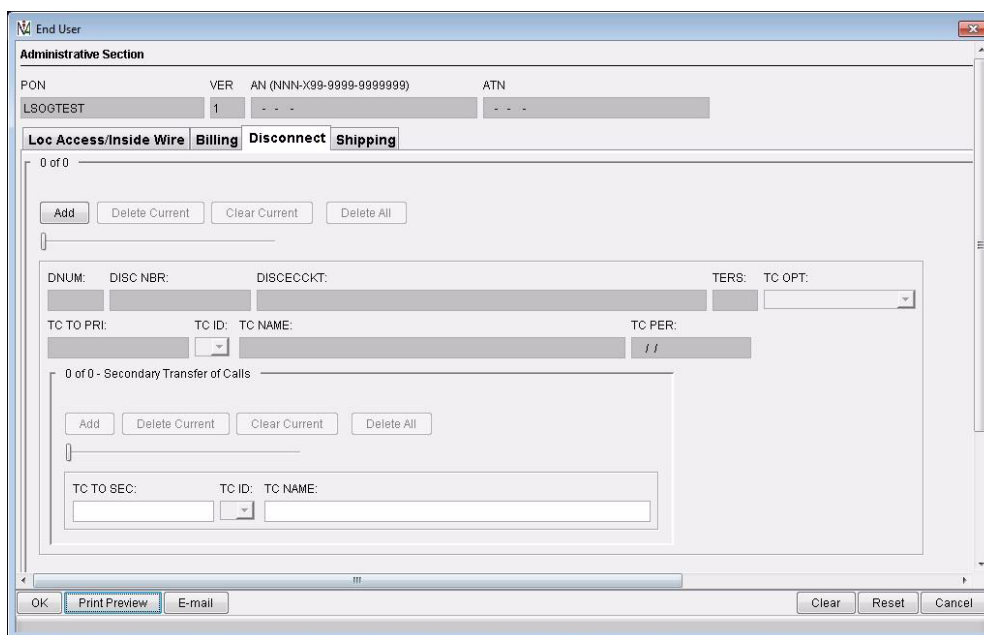 End User
Administrative Section
PON VER AN (NNN-X99-9999-9999999) ATN
LSOGTEST 1 - - - - - -
Loc Access/Inside Wire Billing Disconnect Shipping
0 of 0
Add Delete Current Clear Current Delete All
DNUM: DISC NBR: DISCECCKT: TERS: TC OPT:
TC TO PRI: TC ID: TC NAME: TC PER:
/ /
0 of 0 - Secondary Transfer of Calls
Add Delete Current Clear Current Delete All
TC TO SEC: TC ID: TC NAME:
OK Print Preview E-mail Clear Reset Cancel